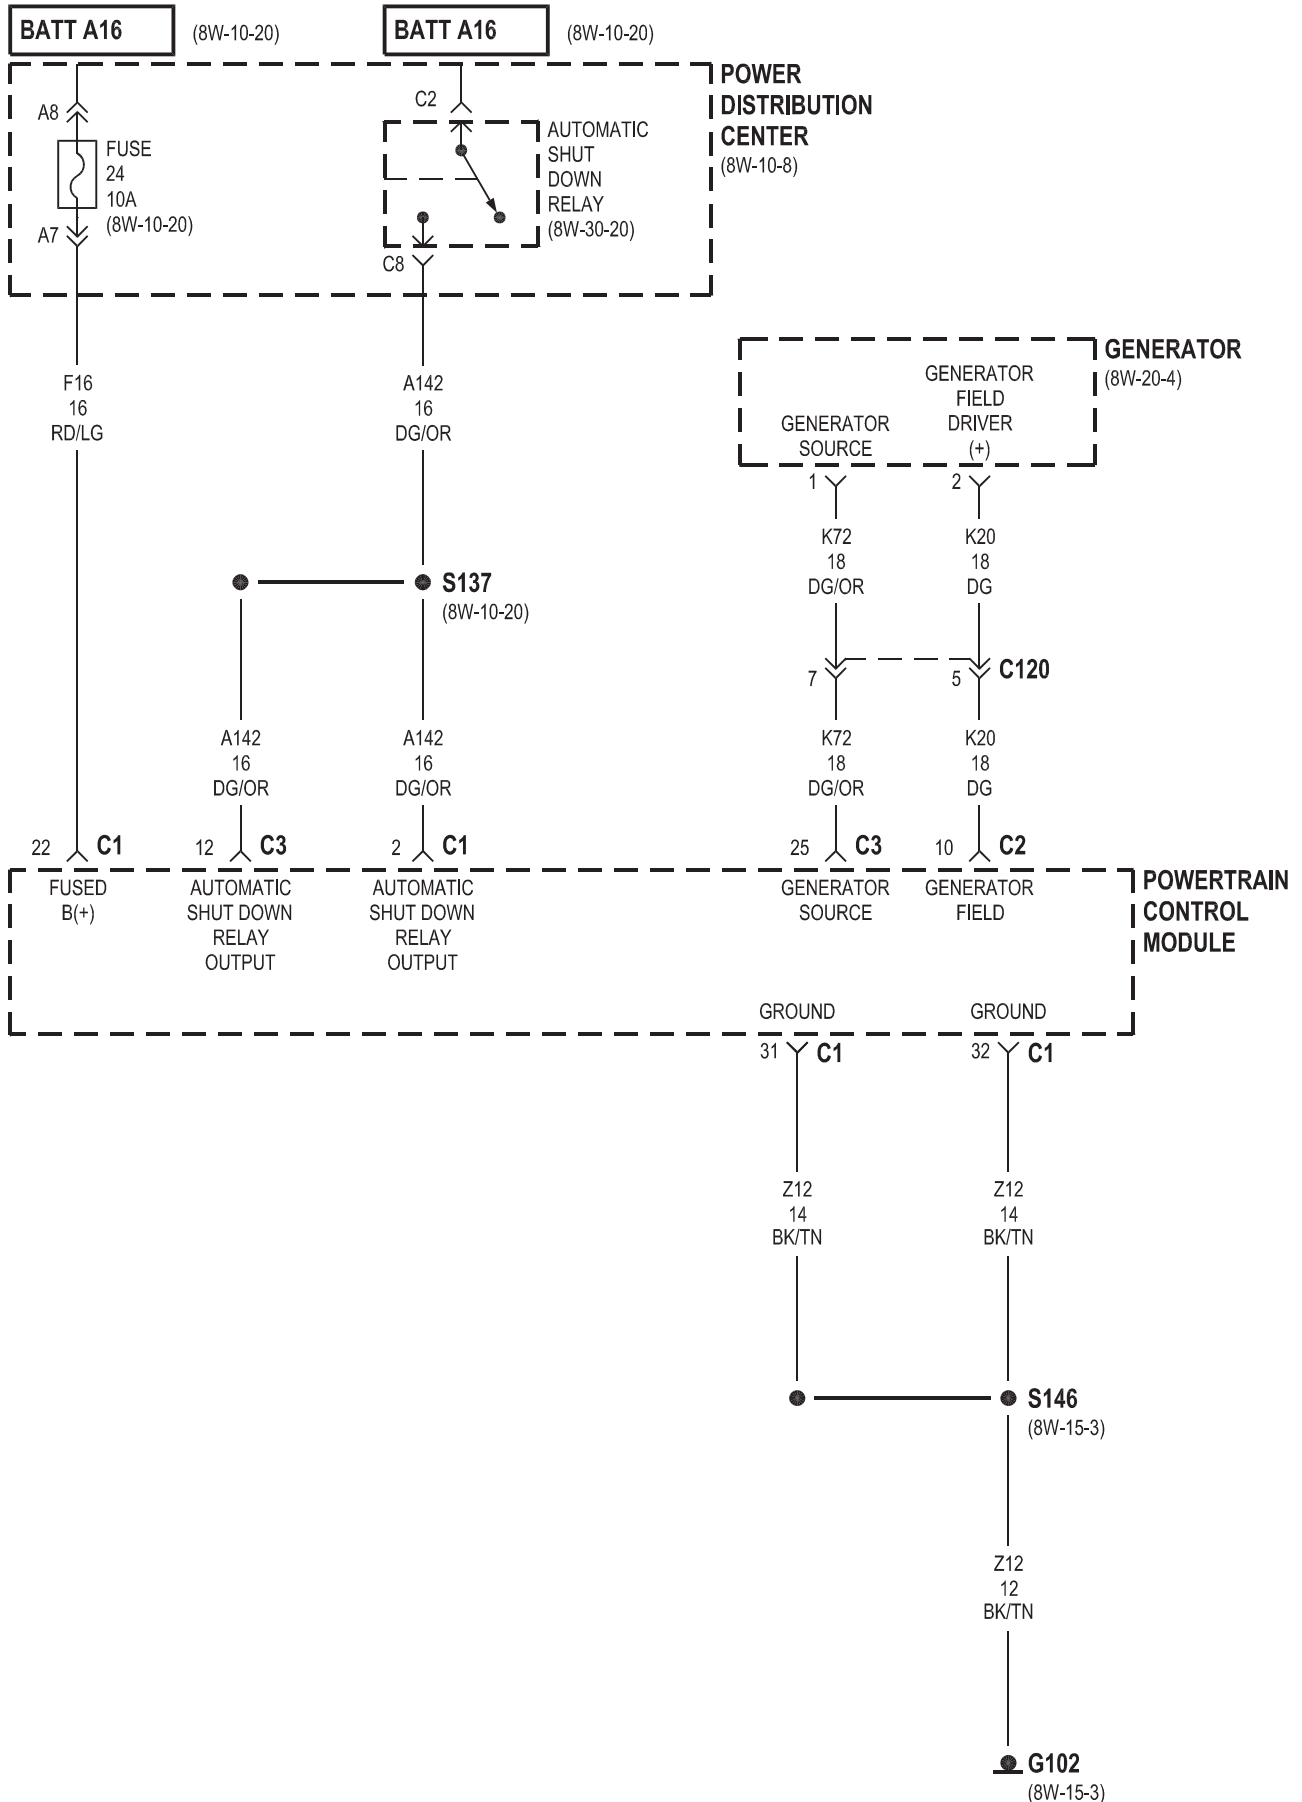 BATT A16
(8W-10-20)
BATT A16
(8W-10-20)
POWER
DISTRIBUTION
CENTER
(8W-10-8)
A8
FUSE
24
10A
(8W-10-20)
A7
C2
AUTOMATIC
SHUT
DOWN
RELAY
(8W-30-20)
C8
F16
16
RD/LG
A142
16
DG/OR
GENERATOR
(8W-20-4)
GENERATOR
SOURCE
GENERATOR
FIELD
DRIVER
(+)
1
2
K72
18
DG/OR
K20
18
DG
S137
(8W-10-20)
7
5
C120
A142
16
DG/OR
A142
16
DG/OR
K72
18
DG/OR
K20
18
DG
22
C1
12
C3
2
C1
25
C3
10
C2
FUSED
B(+)
AUTOMATIC
SHUT DOWN
RELAY
OUTPUT
AUTOMATIC
SHUT DOWN
RELAY
OUTPUT
GENERATOR
SOURCE
GENERATOR
FIELD
POWERTRAIN
CONTROL
MODULE
GROUND
GROUND
31
C1
32
C1
Z12
14
BK/TN
Z12
14
BK/TN
S146
(8W-15-3)
Z12
12
BK/TN
G102
(8W-15-3)